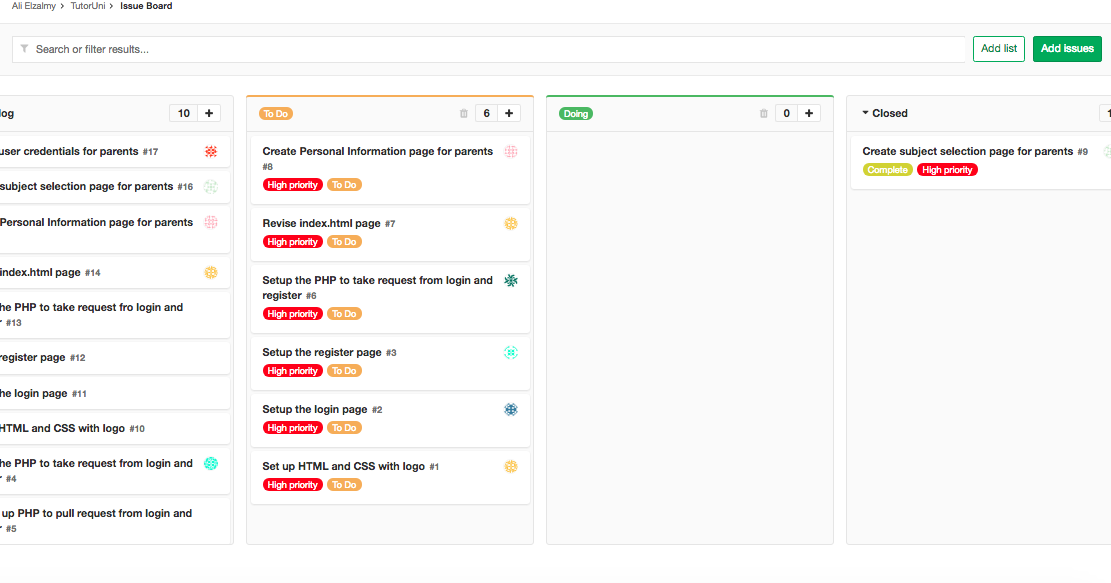 Ali Elzalmy > TutorUni > Issue Board
Search or filter results...
Add list
Add issues
log 10 +
user credentials for parents #17
subject selection page for parents #16
Personal Information page for parents
index.html page #14
he PHP to take request fro login and
r #13
register page #12
he login page #11
HTML and CSS with logo #10
he PHP to take request from login and
r #4
up PHP to pull request from login and
r #5
To Do 6 +
Create Personal Information page for parents
#8
High priority To Do
Revise index.html page #7
High priority To Do
Setup the PHP to take request from login and
register #6
High priority To Do
Setup the register page #3
High priority To Do
Setup the login page #2
High priority To Do
Set up HTML and CSS with logo #1
High priority To Do
Doing 0 +
Closed 1
Create subject selection page for parents #9
Complete High priority